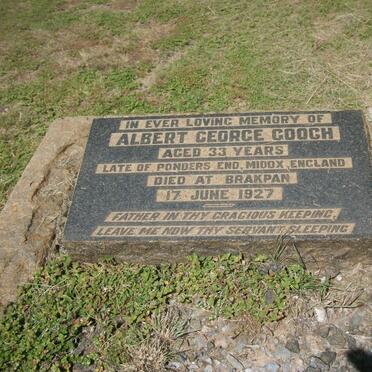 IN EVER LOVING MEMORY OF
ALBERT GEORGE GOOCH
AGED 33 YEARS
LATE OF PONDERS END, MIDDX, ENGLAND
DIED AT BRAKPAN
17 JUNE 1927
FATHER IN THY GRACIOUS KEEPING,
LEAVE ME NOW THY SERVANT SLEEPING